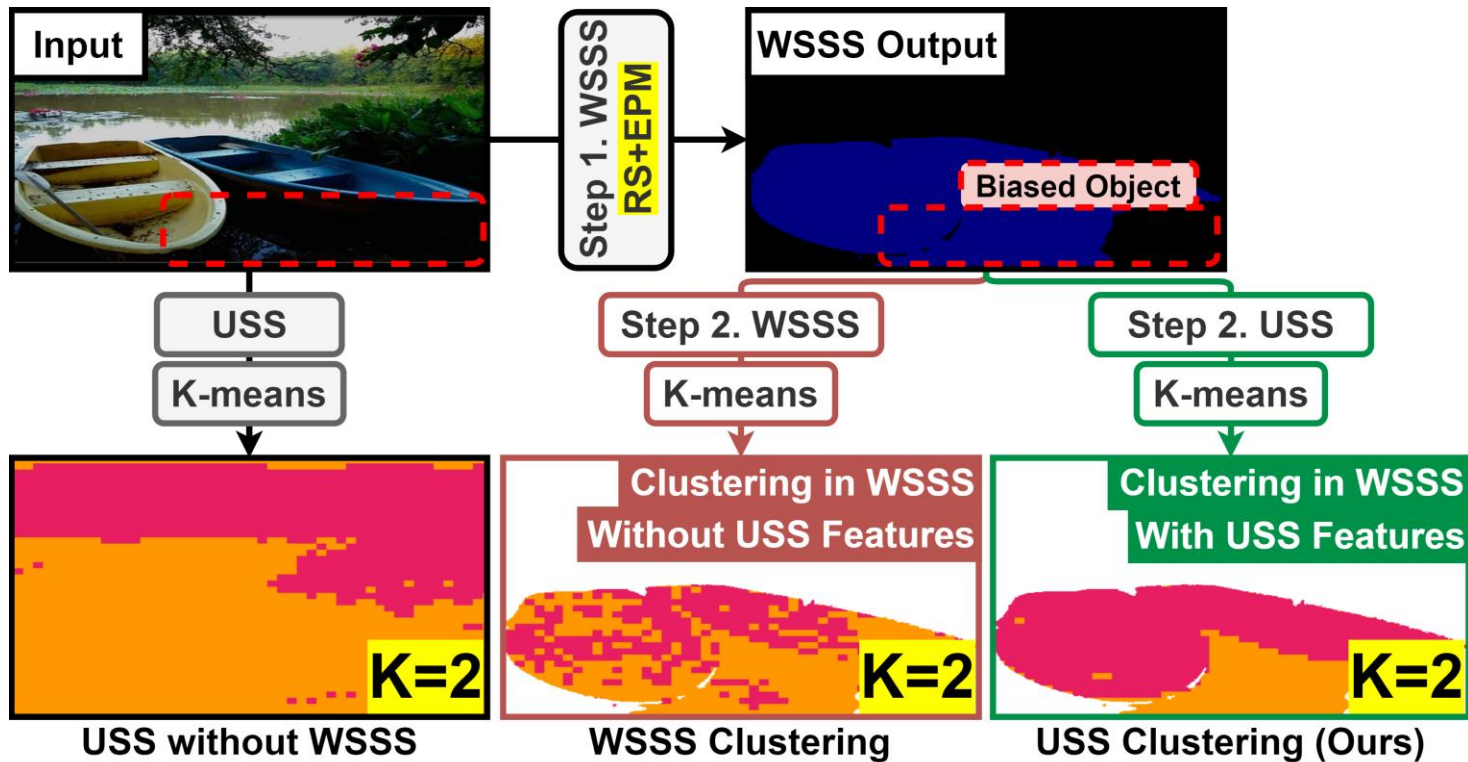 Input
Step 1. WSSS
RS+EPM
WSSS Output
Biased Object
USS
K-means
Step 2. WSSS
K-means
Step 2. USS
K-means
K=2
Clustering in WSSS
Without USS Features
K=2
Clustering in WSSS
With USS Features
K=2
USS without WSSS
WSSS Clustering
USS Clustering (Ours)